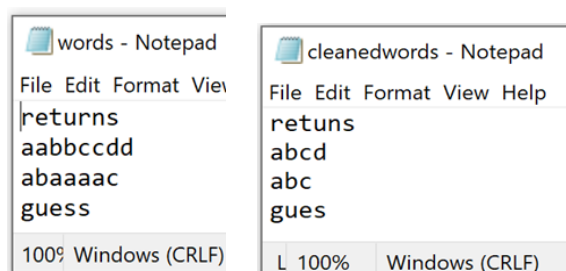 words - Notepad
File Edit Format
returns
aabbccdd
abaaaac
guess
100% Windows (CRLF)
cleanedwords - Notepad
File Edit Format View Help
retuns
abcd
abc
gues
L 100% Windows (CRLF)